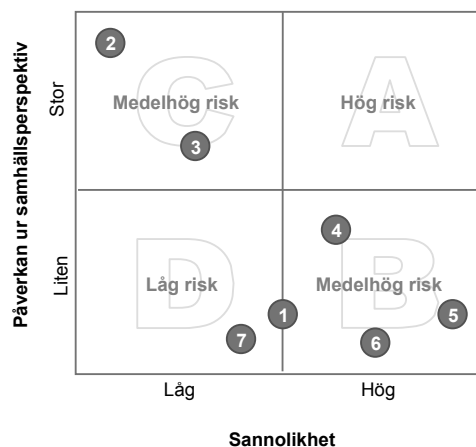 Påverkan ur samhällsperspektiv
Stor
Liten
2
C
Medelhög risk
3
A
Hög risk
D
Låg risk
7
1
4
B
Medelhög risk
5
6
Låg
Hög
Sannolikhet